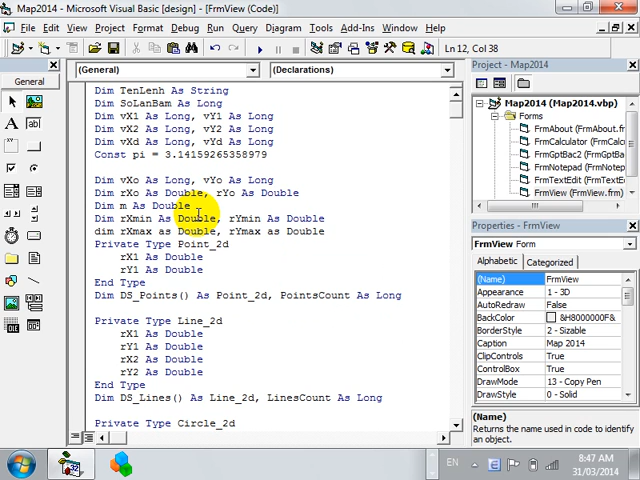 Map2014 - Microsoft Visual Basic [design] - [FrmView (Code)]
File Edit View Project Format Debug Run Query Diagram Tools Add-Ins Window Help
Ln 12, Col 38
General
(General)
(Declarations)
Dim TenLenh As String
Dim SoLanBam As Long
Dim vX1 As Long, vY1 As Long
Dim vX2 As Long, vY2 As Long
Dim vXd As Long, vYd As Long
Const pi = 3.14159265358979
Dim vXo As Long, vYo As Long
Dim rXo As Double, rYo As Double
Dim m As Double
Dim rXmin As Double, rYmin As Double
dim rXmax as Double, rYmax as Double
Private Type Point_2d
rX1 As Double
rY1 As Double
End Type
Dim DS_Points() As Point_2d, PointsCount As Long
Private Type Line_2d
rX1 As Double
rY1 As Double
rX2 As Double
rY2 As Double
End Type
Dim DS_Lines() As Line_2d, LinesCount As Long
Private Type Circle_2d
Project - Map2014
Map2014 (Map2014.vbp)
Forms
FrmAbout (FrmAbout.
FrmCalculator (FrmCal
FrmGptBac2 (FrmGptB
FrmNotepad (FrmNote
FrmTextEdit (FrmTextE
FrmView (FrmView.frm
Properties - FrmView
FrmView Form
Alphabetic Categorized
(Name) FrmView
Appearance 1 - 3D
AutoRedraw False
BackColor &H8000000F&
BorderStyle 2 - Sizable
Caption Map 2014
ClipControls True
ControlBox True
DrawMode 13 - Copy Pen
DrawStyle 0 - Solid
(Name)
Returns the name used in code to identify an object.
EN
8:47 AM
31/03/2014